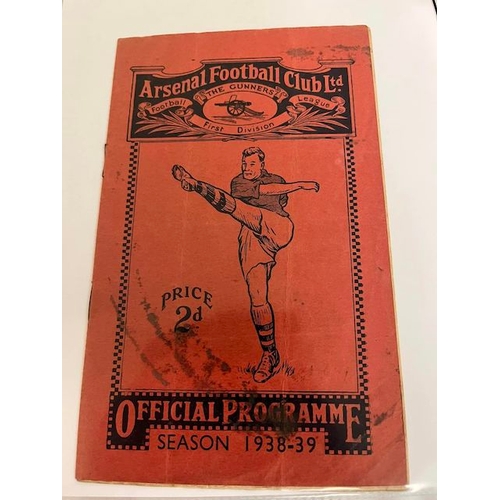 Arsenal Football Club Ltd.
THE GUNNERS
Football League
First Division
PRICE
2d
OFFICIAL PROGRAMME
SEASON 1938-39